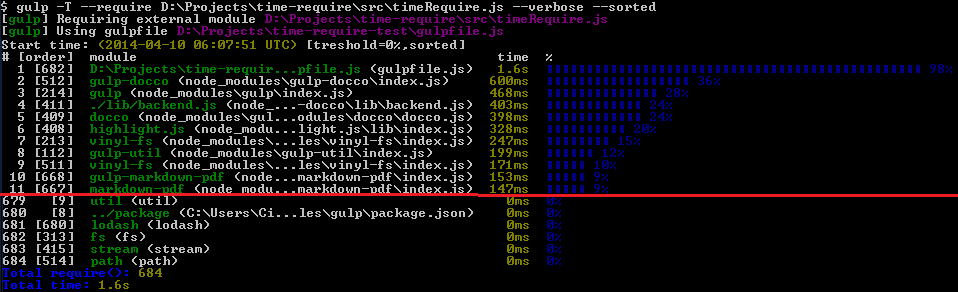 $ gulp -T --require D:\Projects\time-require\src\timeRequire.js --verbose --sorted
[gulp] Requiring external module D:\Projects\time-require\src\timeRequire.js
[gulp] Using gulpfile D:\Projects\time-require-test\gulpfile.js
Start time: (2014-04-10 06:07:51 UTC) [treshold=0%,sorted]
# [order] module time %
1 [682] D:\Projects\time-requir...pfile.js (gulpfile.js) 1.6s 98%
2 [512] gulp-docco (node_modules\gulp-docco\index.js) 600ms 36%
3 [214] gulp (node_modules\gulp\index.js) 468ms 28%
4 [411] ./lib/backend.js (node_...-docco\lib\backend.js) 403ms 24%
5 [409] docco (node_modules\gul...odules\docco\docco.js) 398ms 24%
6 [408] highlight.js (node_modu...light.js\lib\index.js) 328ms 20%
7 [213] vinyl-fs (node_modules\...les\vinyl-fs\index.js) 247ms 15%
8 [112] gulp-util (node_modules\gulp-util\index.js) 199ms 12%
9 [511] vinyl-fs (node_modules\...les\vinyl-fs\index.js) 171ms 10%
10 [668] gulp-markdown-pdf (node_modu...markdown-pdf\index.js) 153ms 9%
11 [667] markdown-pdf (node_modu...markdown-pdf\index.js) 147ms 9%
679 [9] util (util) 0ms 0%
680 [8] ../package (C:\Users\Ci...les\gulp\package.json) 0ms 0%
681 [680] lodash (lodash) 0ms 0%
682 [313] fs (fs) 0ms 0%
683 [415] stream (stream) 0ms 0%
684 [514] path (path) 0ms 0%
Total require(): 684
Total time: 1.6s